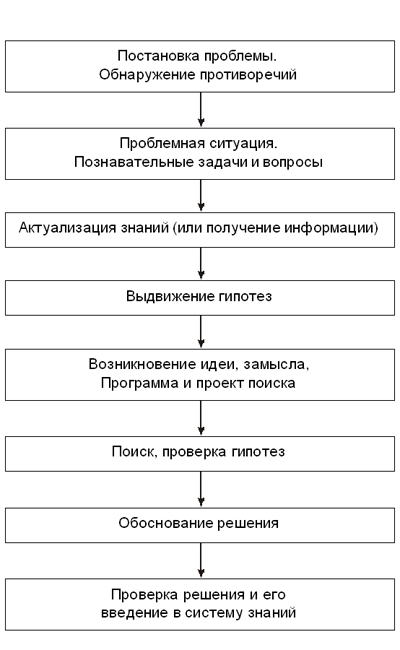 Постановка проблемы.
Обнаружение противоречий
Проблемная ситуация.
Познавательные задачи и вопросы
Актуализация знаний (или получение информации)
Выдвижение гипотез
Возникновение идеи, замысла,
Программа и проект поиска
Поиск, проверка гипотез
Обоснование решения
Проверка решения и его
введение в систему знаний